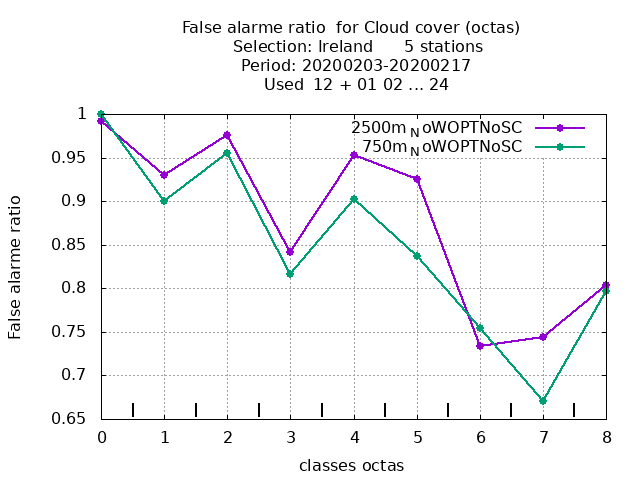 False alarme ratio  for Cloud cover (octas)
Selection: Ireland      5 stations
Period: 20200203-20200217
Used  12 + 01 02 ... 24
2500m_NoWOPTNoSC
750m_NoWOPTNoSC
False alarme ratio
1
0.95
0.9
0.85
0.8
0.75
0.7
0.65
0 1 2 3 4 5 6 7 8
classes octas